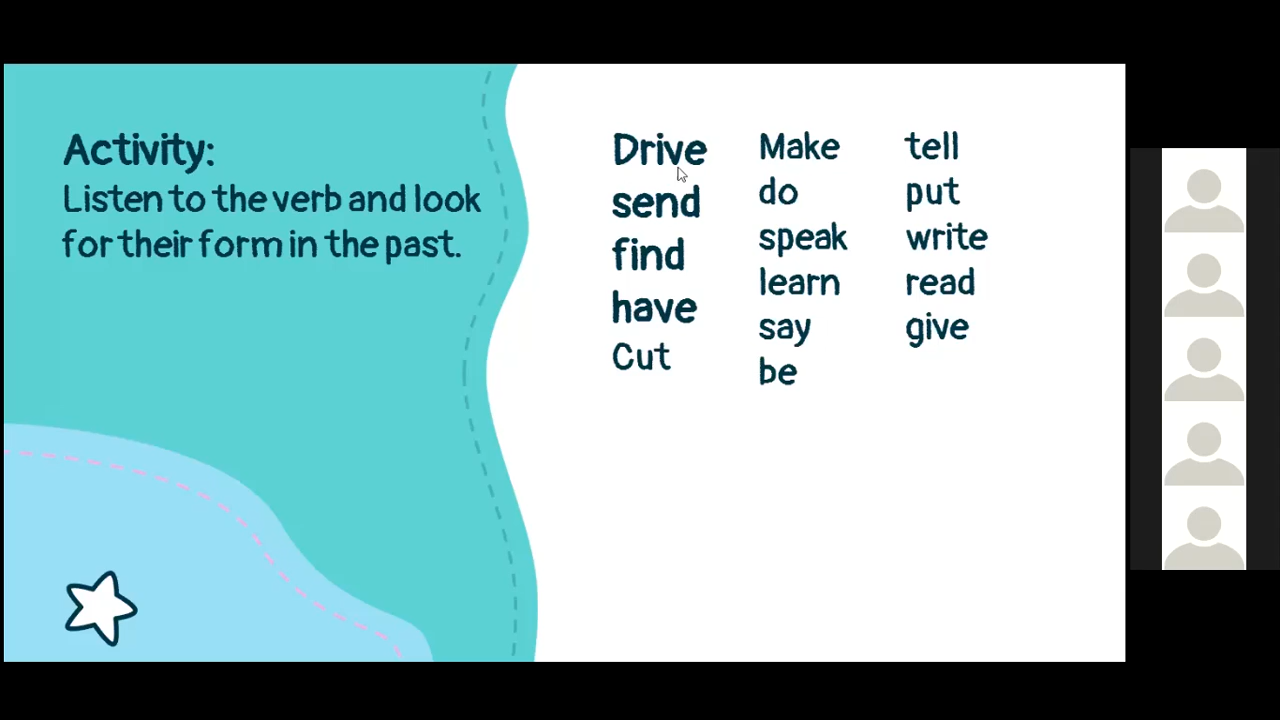 Activity:
Listen to the verb and look
for their form in the past.
Drive
send
find
have
Cut
Make
do
speak
learn
say
be
tell
put
write
read
give